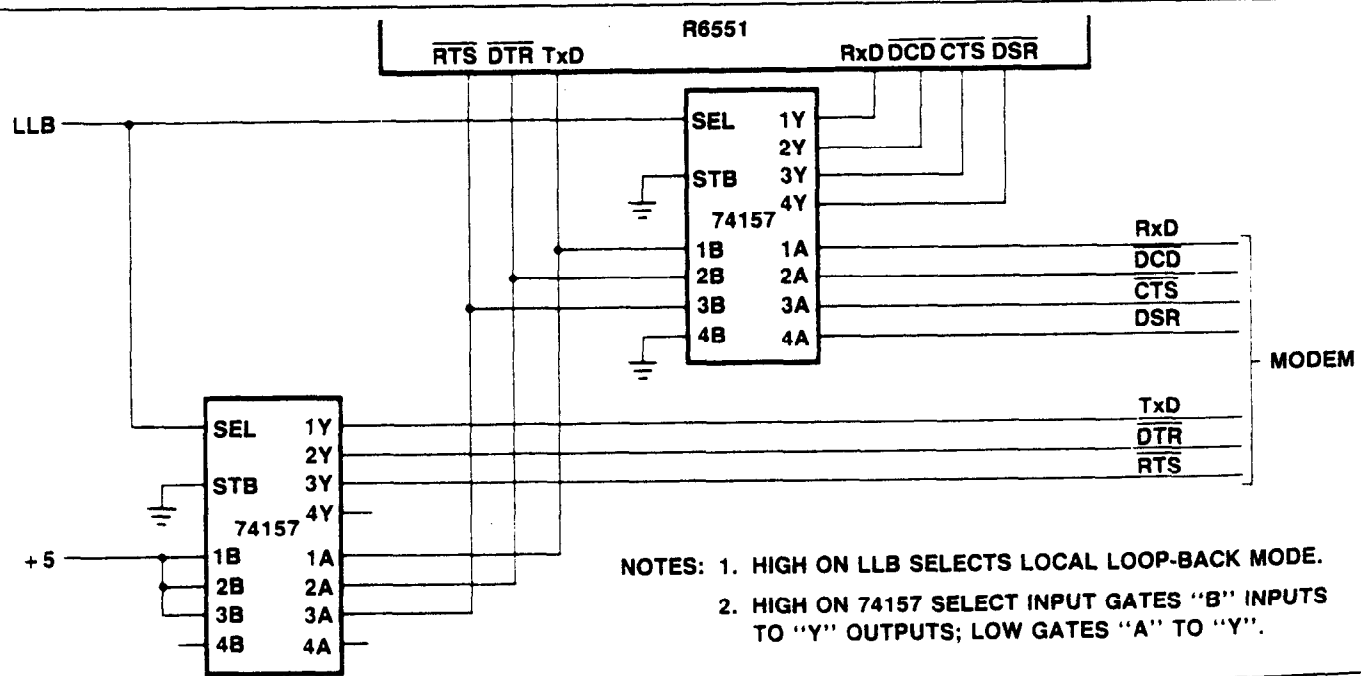 R6551
RTS DTR TxD RxD DCD CTS DSR
LLB
SEL 1Y
2Y
STB 3Y
4Y
74157
1B 1A
2B 2A
3B 3A
4B 4A
RxD
DCD
CTS
DSR
MODEM
TxD
DTR
RTS
SEL 1Y
2Y
STB 3Y
4Y
74157
+5
1B 1A
2B 2A
3B 3A
4B 4A
NOTES: 1. HIGH ON LLB SELECTS LOCAL LOOP-BACK MODE.
2. HIGH ON 74157 SELECT INPUT GATES "B" INPUTS
TO "Y" OUTPUTS; LOW GATES "A" TO "Y".